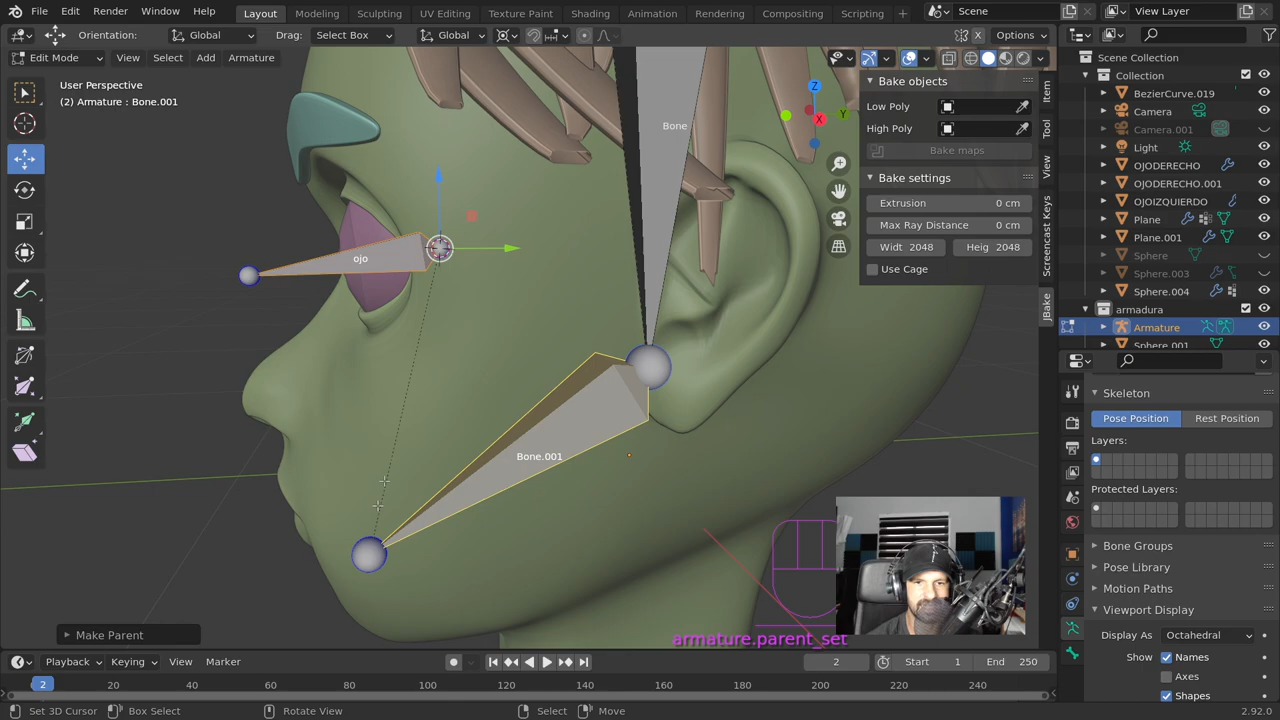 File Edit Render Window Help
Layout Modeling Sculpting UV Editing Texture Paint Shading Animation Rendering Compositing Scripting
Scene View Layer
Orientation: Global Drag: Select Box Global Options
Edit Mode View Select Add Armature
User Perspective
(2) Armature : Bone.001
Z
Y
X
Bone
ojo
Bone.001
Bake objects
Low Poly
High Poly
Bake maps
Bake settings
Extrusion 0 cm
Max Ray Distance 0 cm
Widt 2048 Heig 2048
Use Cage
Item
Tool
View
Screencast Keys
JBake
Scene Collection
Collection
BezierCurve.019
Camera
Camera.001
Light
OJODERECHO
OJODERECHO.001
OJOIZQUIERDO
Plane
Plane.001
Sphere
Sphere.003
Sphere.004
armadura
Armature
Sphere.001
Skeleton
Pose Position Rest Position
Layers:
Protected Layers:
Bone Groups
Pose Library
Motion Paths
Viewport Display
Display As Octahedral
Show Names
Axes
Shapes
Make Parent
armature.parent_set
Playback Keying View Marker
2 Start 1 End 250
2 20 40 60 80 100 120 140 160 180 200 220 240
Set 3D Cursor Box Select Rotate View Select Move 2.92.0